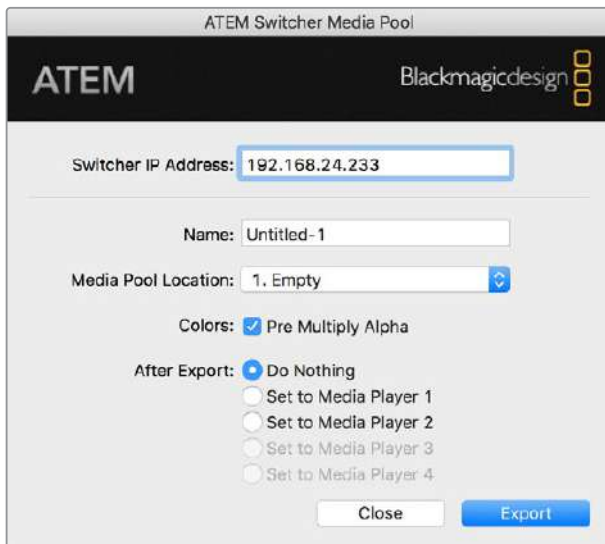 ATEM Switcher Media Pool
ATEM Blackmagicdesign
Switcher IP Address: 192.168.24.233
Name: Untitled-1
Media Pool Location: 1. Empty
Colors: Pre Multiply Alpha
After Export: Do Nothing
Set to Media Player 1
Set to Media Player 2
Set to Media Player 3
Set to Media Player 4
Close Export